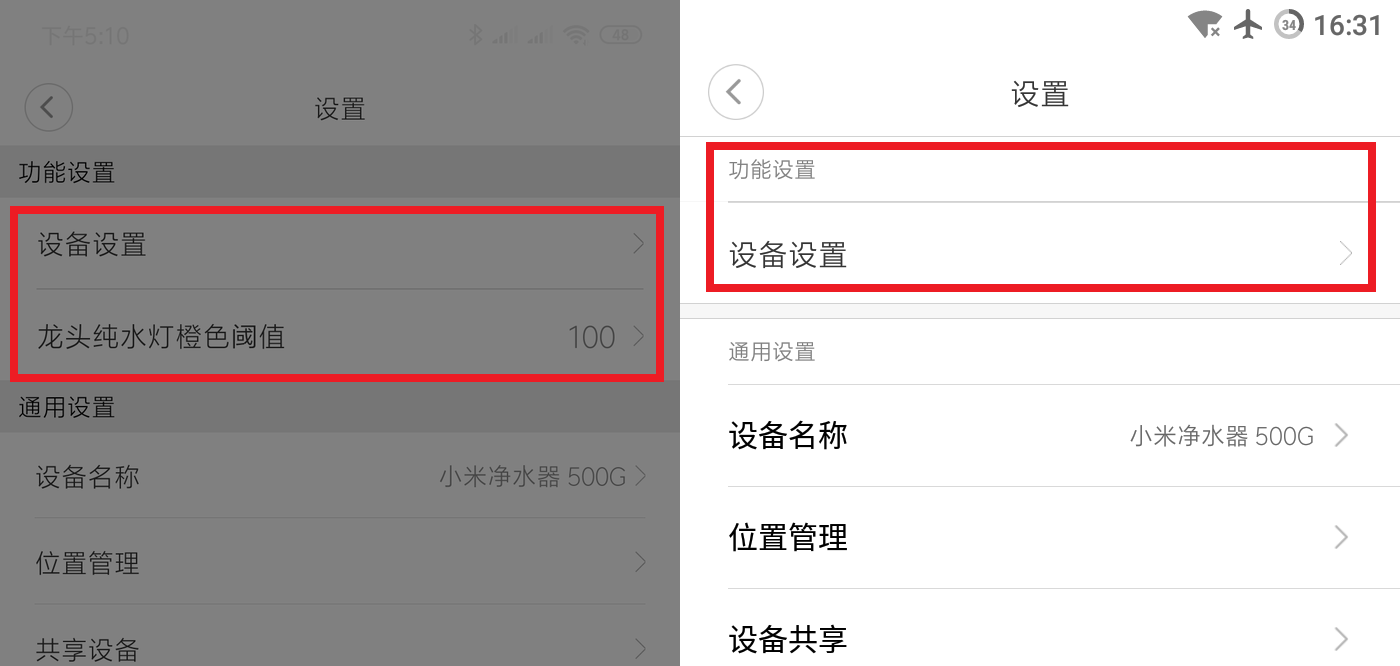 下午5:10
48
设置
功能设置
设备设置
龙头纯水灯橙色阈值 100
通用设置
设备名称 小米净水器 500G
位置管理
共享设备
34 16:31
设置
功能设置
设备设置
通用设置
设备名称 小米净水器 500G
位置管理
设备共享